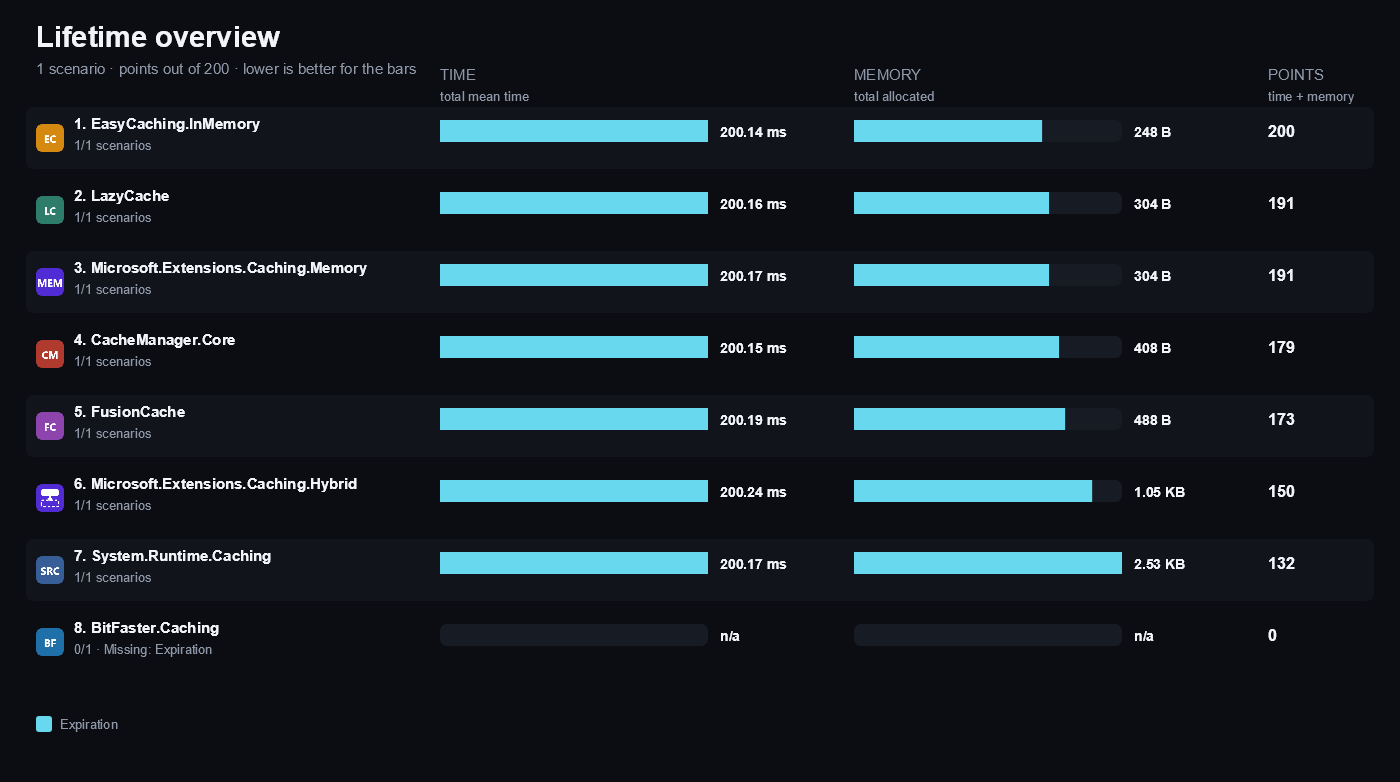 Lifetime overview
1 scenario · points out of 200 · lower is better for the bars
TIME
total mean time
MEMORY
total allocated
POINTS
time + memory
EC
1. EasyCaching.InMemory
1/1 scenarios
200.14 ms
248 B
200
LC
2. LazyCache
1/1 scenarios
200.16 ms
304 B
191
MEM
3. Microsoft.Extensions.Caching.Memory
1/1 scenarios
200.17 ms
304 B
191
CM
4. CacheManager.Core
1/1 scenarios
200.15 ms
408 B
179
FC
5. FusionCache
1/1 scenarios
200.19 ms
488 B
173
6. Microsoft.Extensions.Caching.Hybrid
1/1 scenarios
200.24 ms
1.05 KB
150
SRC
7. System.Runtime.Caching
1/1 scenarios
200.17 ms
2.53 KB
132
BF
8. BitFaster.Caching
0/1 · Missing: Expiration
n/a
n/a
0
Expiration